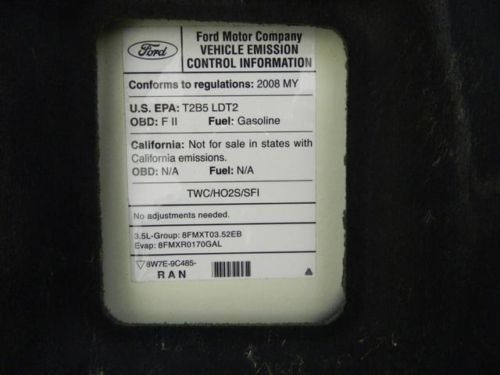 Ford
Ford Motor Company
VEHICLE EMISSION
CONTROL INFORMATION
Conforms to regulations: 2008 MY
U.S. EPA: T2B5 LDT2
OBD: F II Fuel: Gasoline
California: Not for sale in states with
California emissions.
OBD: N/A Fuel: N/A
TWC/HO2S/SFI
No adjustments needed.
3.5L-Group: 8FMXT03.52EB
Evap: 8FMXR0170GAL
8W7E-9C485-
RAN